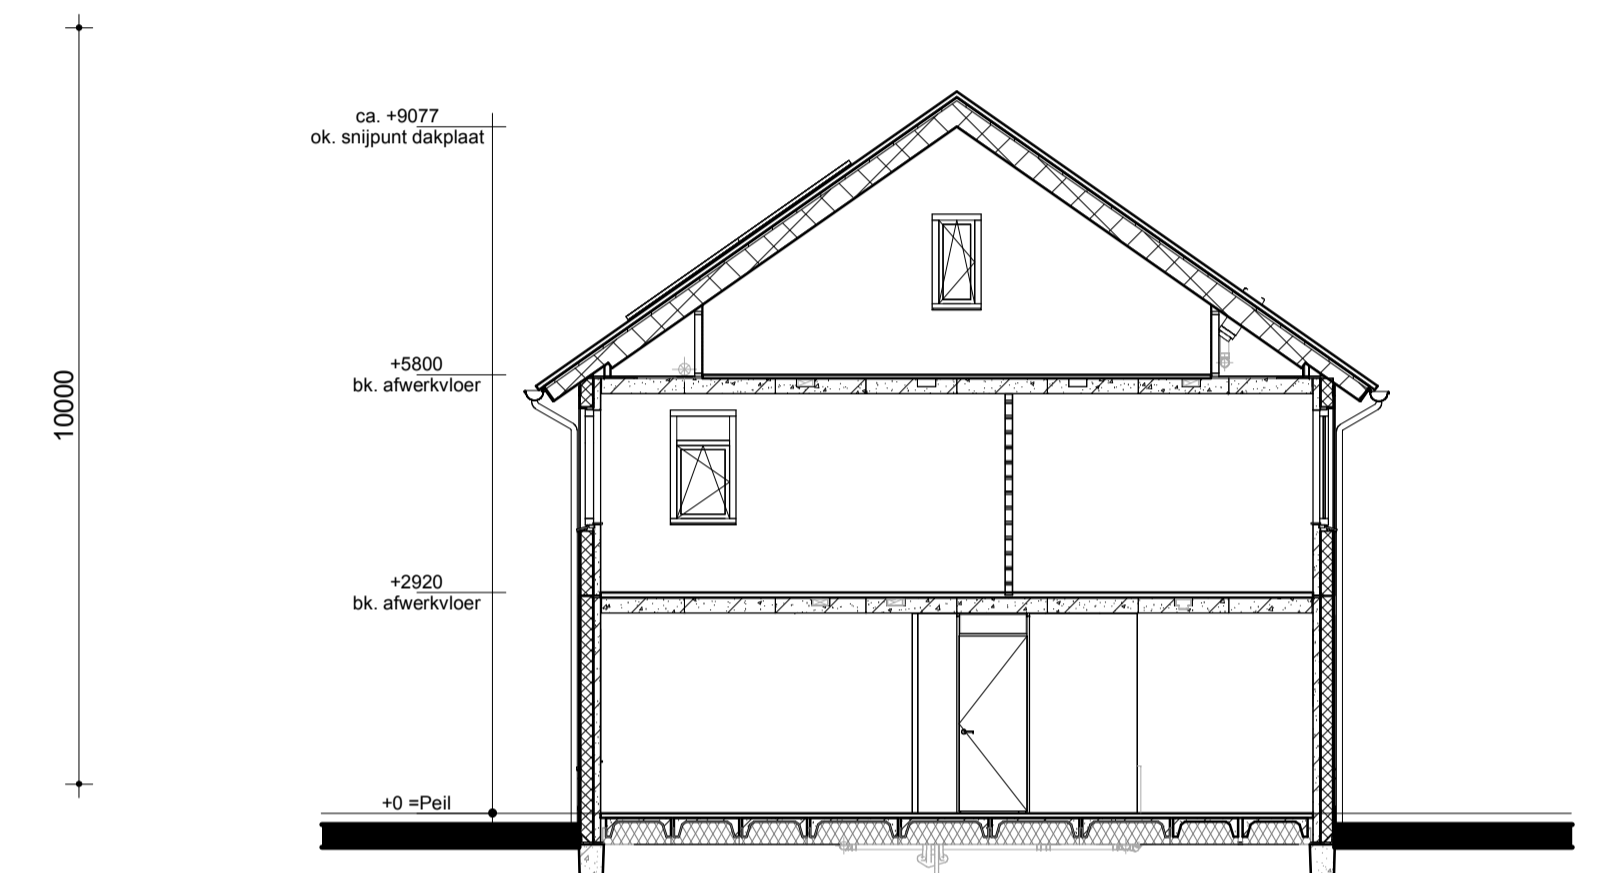 ca. +9077
ok. snijpunt dakplaat
+5800
bk. afwerkvloer
10000
+2920
bk. afwerkvloer
+0 =Peil